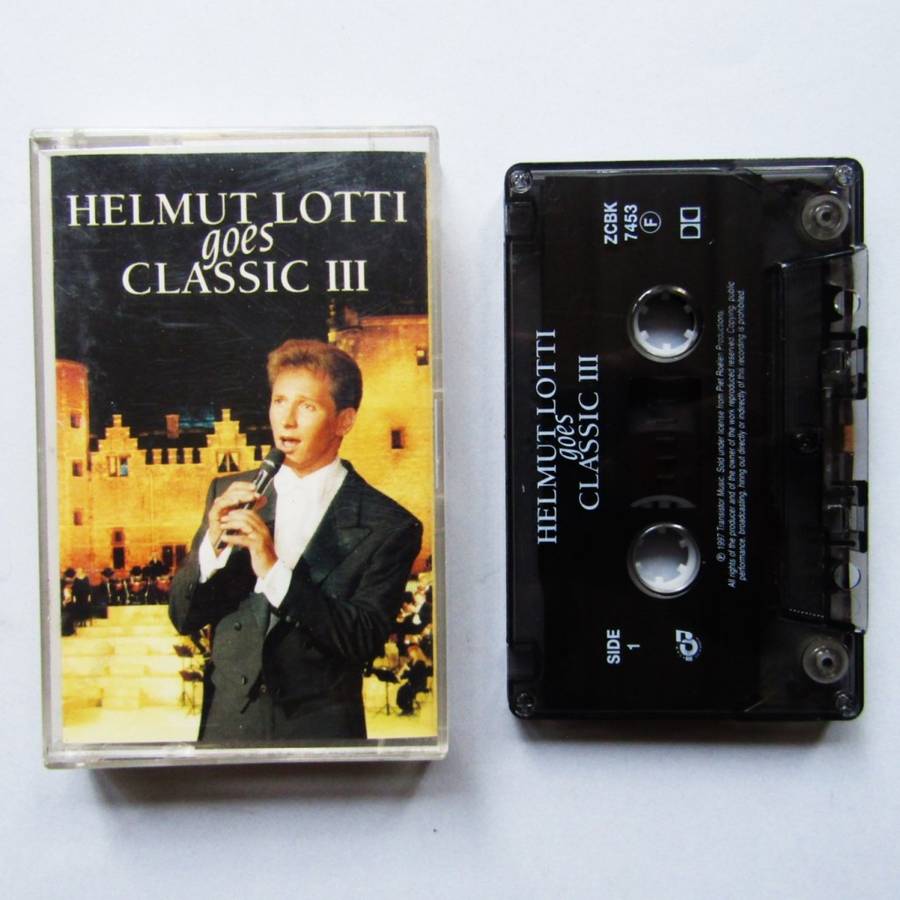 HELMUT LOTTI
goes
CLASSIC III
HELMUT LOTTI
goes
CLASSIC III
ZCBK
7453
F
SIDE
1
℗ 1997 Transistor Music. Sold under license from Piet Roelen Productions.
All rights of the producer and of the owner of the work reproduced reserved. Copying, public
performance, broadcasting, hiring out directly or indirectly of this recording is prohibited.